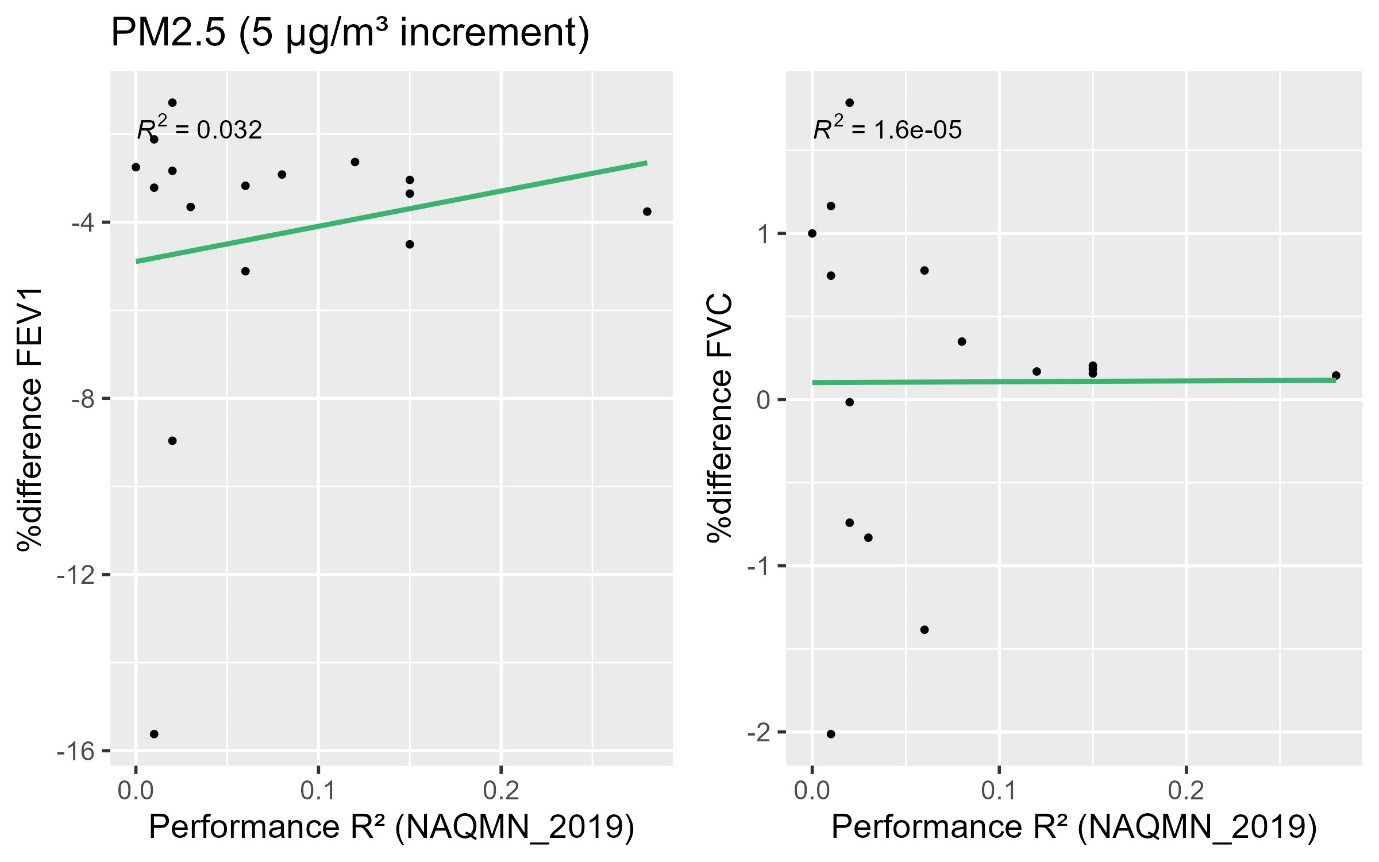 PM2.5 (5 µg/m³ increment)
R² = 0.032
-4
-8
-12
-16
0.0 0.1 0.2
%difference FEV1
Performance R² (NAQMN_2019)
R² = 1.6e-05
1
0
-1
-2
0.0 0.1 0.2
%difference FVC
Performance R² (NAQMN_2019)